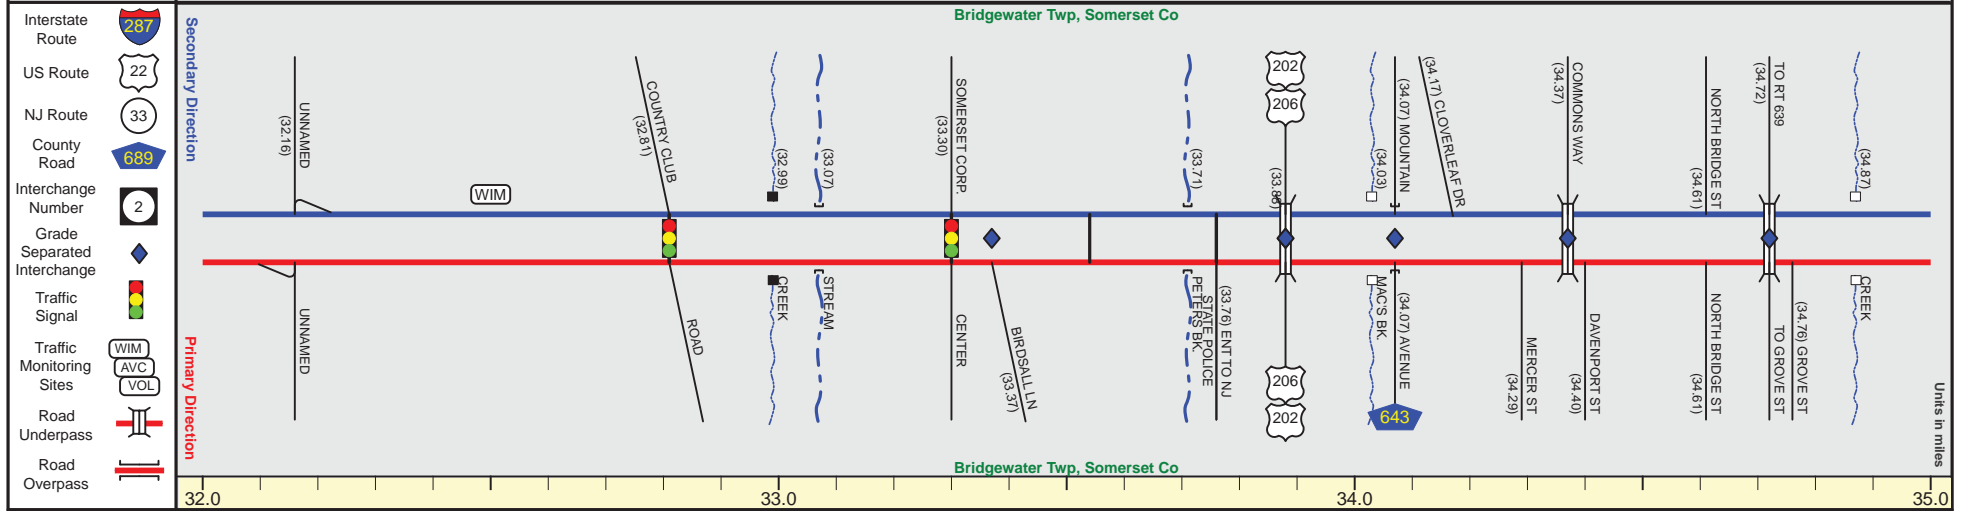 Interstate
Route
287
US Route
22
NJ Route
33
County
Road
689
Interchange
Number
2
Grade
Separated
Interchange
Traffic
Signal
Traffic
Monitoring
Sites
WIM
AVC
VOL
Road
Underpass
Road
Overpass
Secondary Direction
Primary Direction
Bridgewater Twp, Somerset Co
UNNAMED
(32.16)
WIM
COUNTRY CLUB
(32.81)
(32.99)
(33.07)
SOMERSET CORP.
(33.30)
(33.71)
202
206
(33.88)
(34.03)
(34.07) MOUNTAIN
(34.17) CLOVERLEAF DR
COMMONS WAY
(34.37)
NORTH BRIDGE ST
(34.61)
TO RT 639
(34.72)
(34.87)
UNNAMED
ROAD
CREEK
STREAM
CENTER
BIRDSALL LN
(33.37)
PETERS BK.
STATE POLICE
(33.76) ENT TO NJ
206
202
MAC'S BK.
(34.07) AVENUE
643
MERCER ST
(34.29)
DAVENPORT ST
(34.40)
NORTH BRIDGE ST
(34.61)
TO GROVE ST
(34.76) GROVE ST
CREEK
Units in miles
Bridgewater Twp, Somerset Co
32.0
33.0
34.0
35.0